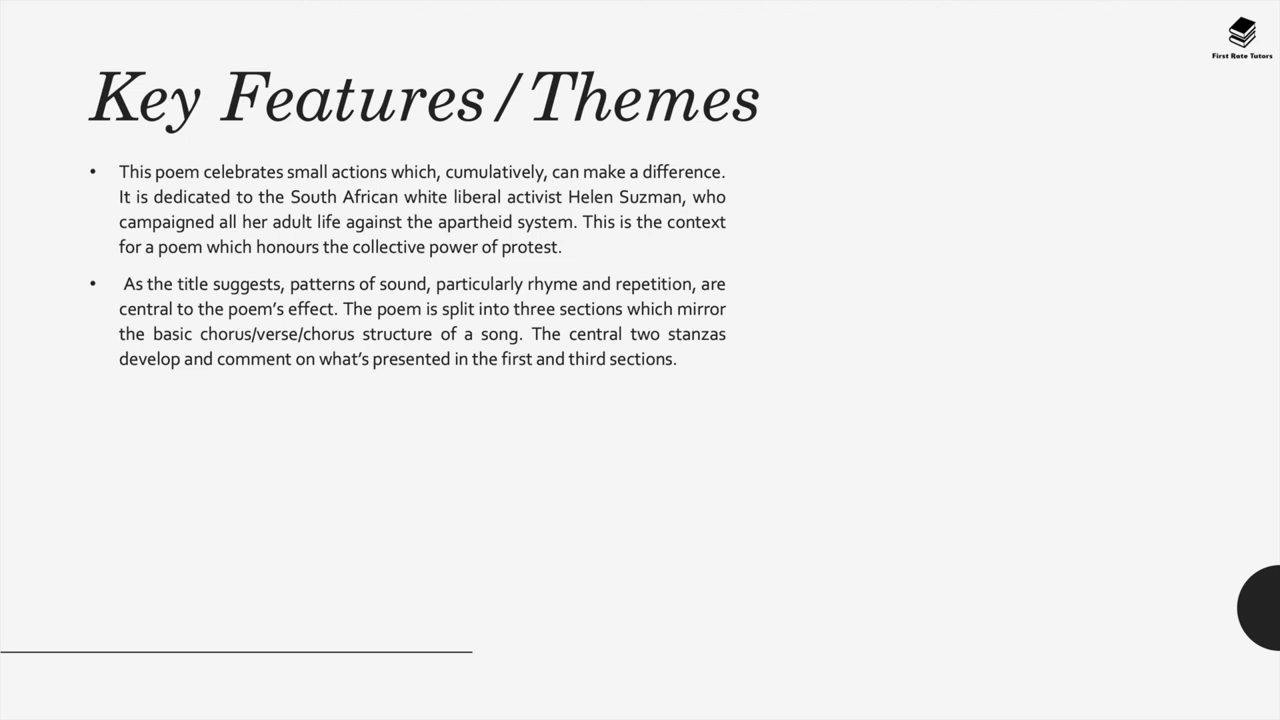 First Rate Tutors
Key Features/Themes
• This poem celebrates small actions which, cumulatively, can make a difference.
It is dedicated to the South African white liberal activist Helen Suzman, who
campaigned all her adult life against the apartheid system. This is the context
for a poem which honours the collective power of protest.
• As the title suggests, patterns of sound, particularly rhyme and repetition, are
central to the poem's effect. The poem is split into three sections which mirror
the basic chorus/verse/chorus structure of a song. The central two stanzas
develop and comment on what's presented in the first and third sections.